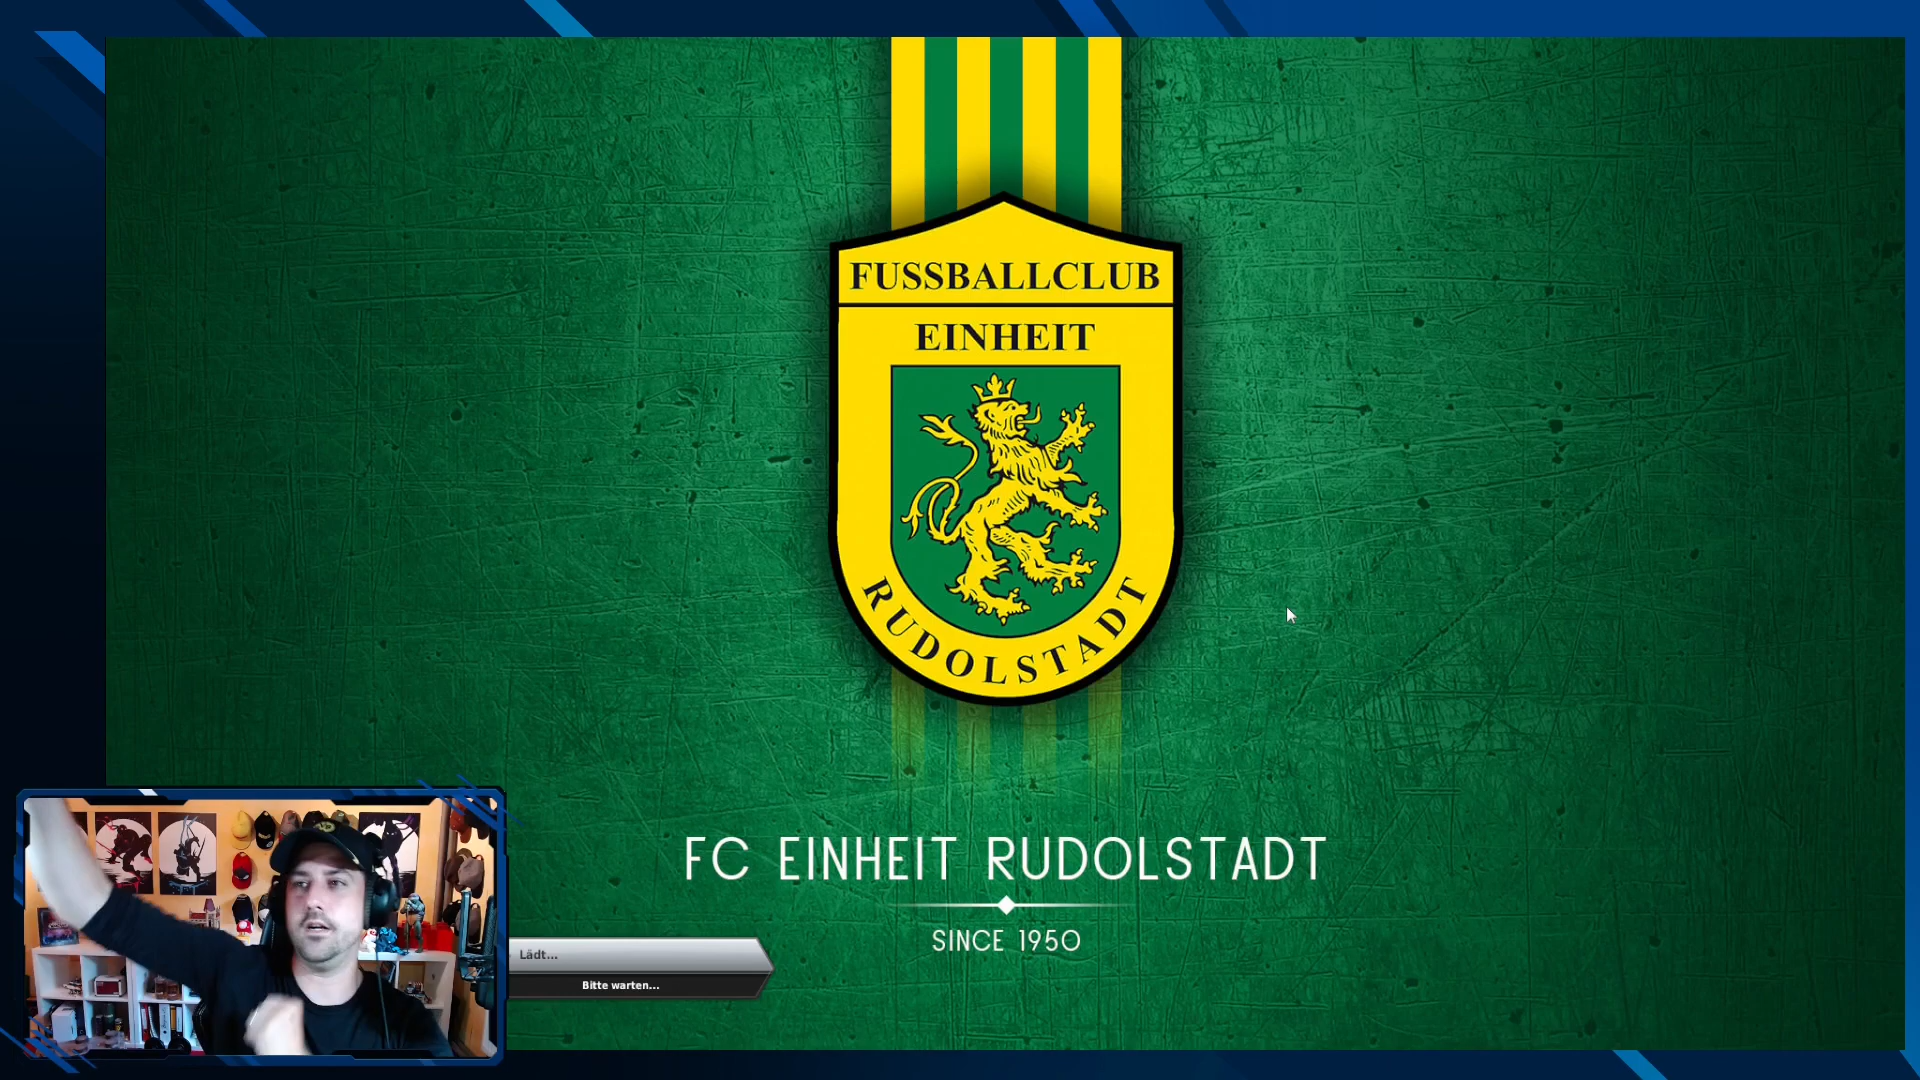 FUSSBALLCLUB
EINHEIT
RUDOLSTADT
FC EINHEIT RUDOLSTADT
SINCE 1950
Lädt...
Bitte warten...